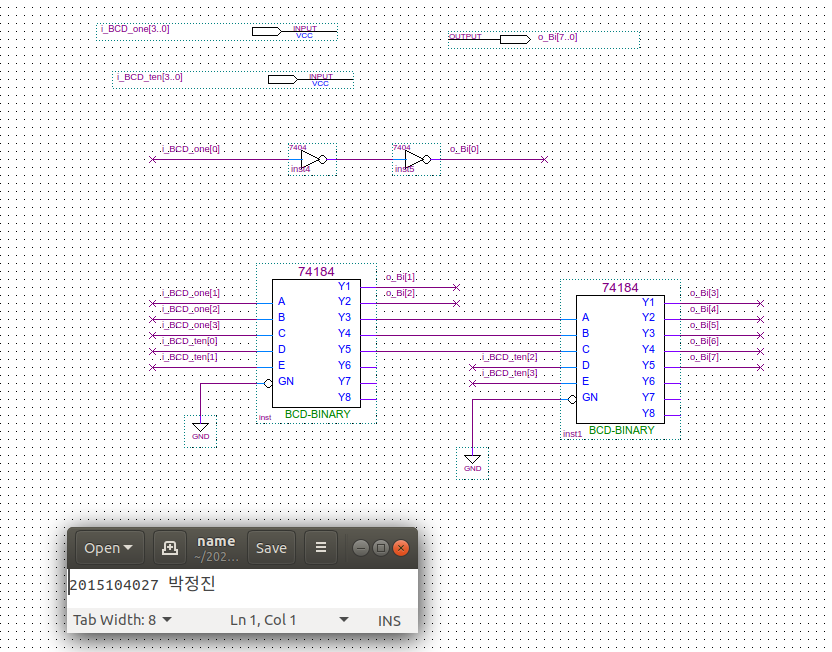 i_BCD_one[3..0] INPUT VCC
OUTPUT o_Bi[7..0]
i_BCD_ten[3..0] INPUT VCC
i_BCD_one[0] 7404 inst4 7404 inst5 o_Bi[0]
74184
i_BCD_one[1] A Y1 o_Bi[1]
i_BCD_one[2] B Y2 o_Bi[2]
i_BCD_one[3] C Y3
i_BCD_ten[0] D Y4
i_BCD_ten[1] E Y5
GN Y6
Y7
Y8
inst BCD-BINARY
GND
74184
A Y1 o_Bi[3]
B Y2 o_Bi[4]
C Y3 o_Bi[5]
i_BCD_ten[2] D Y4 o_Bi[6]
i_BCD_ten[3] E Y5 o_Bi[7]
GN Y6
Y7
Y8
inst1 BCD-BINARY
GND
Open name Save
~/202...
2015104027 박정진
Tab Width: 8 Ln 1, Col 1 INS